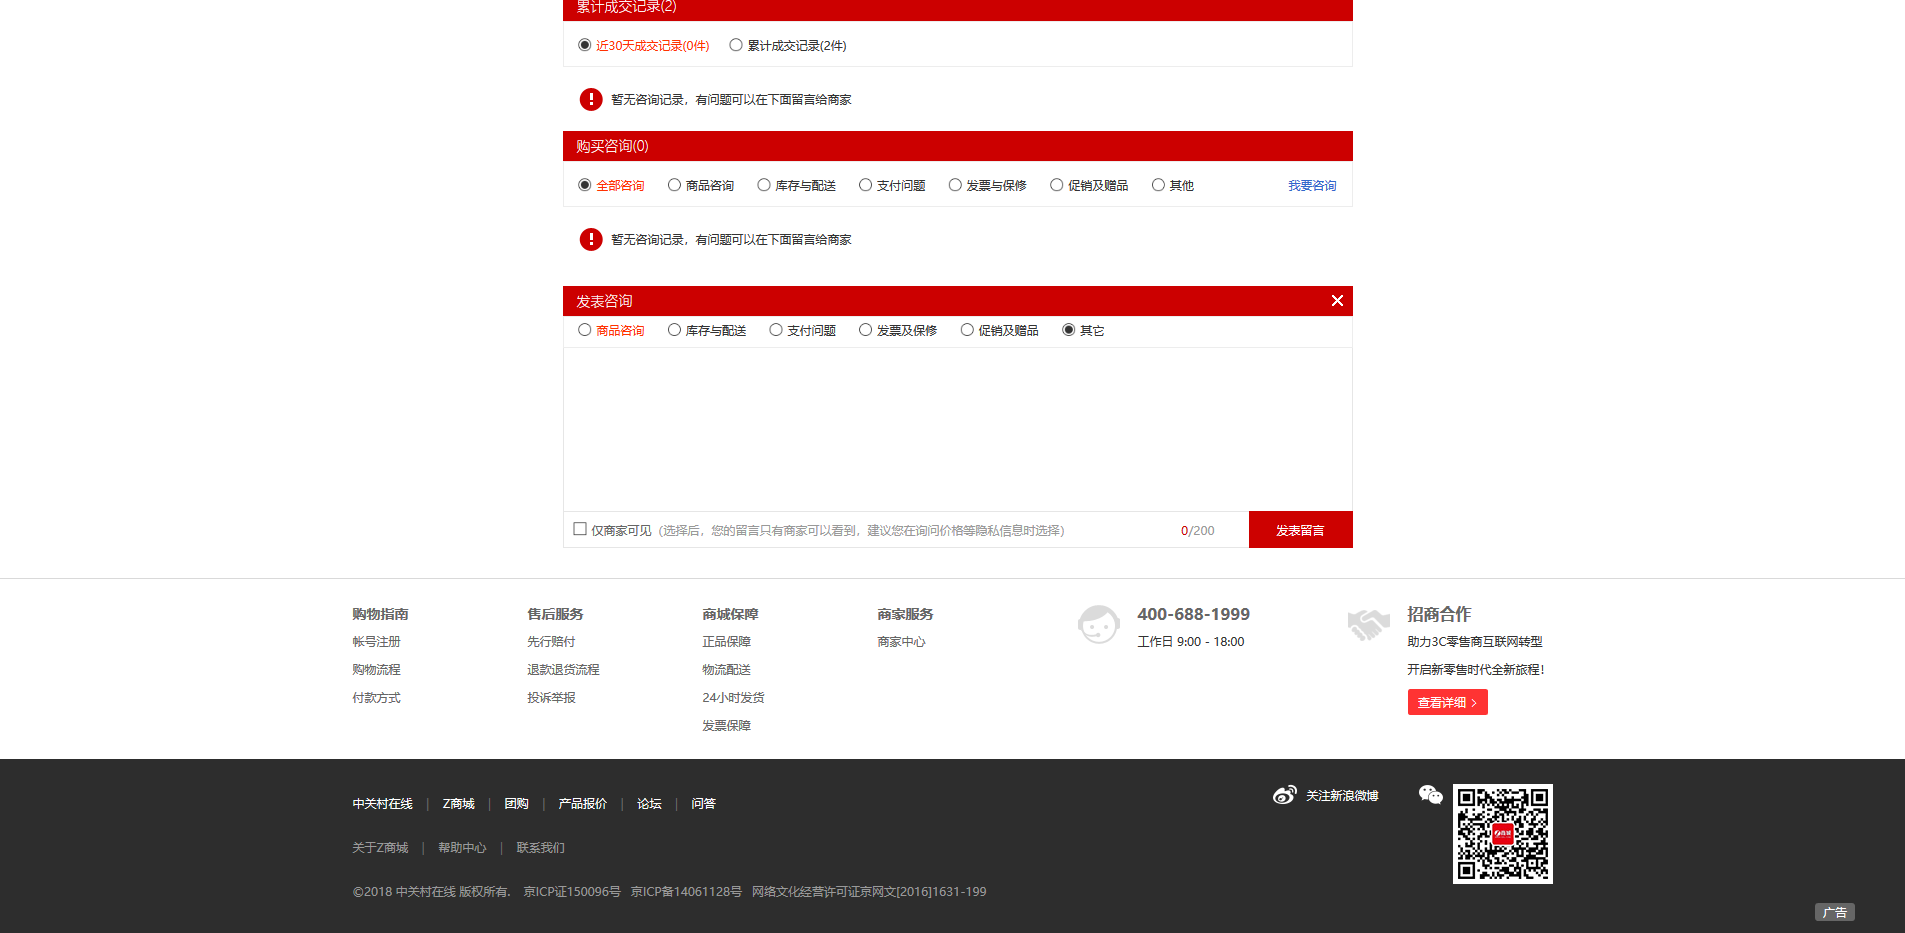 累计成交记录(2)
近30天成交记录(0件) 累计成交记录(2件)
暂无咨询记录，有问题可以在下面留言给商家
购买咨询(0)
全部咨询 商品咨询 库存与配送 支付问题 发票与保修 促销及赠品 其他 我要咨询
暂无咨询记录，有问题可以在下面留言给商家
发表咨询
商品咨询 库存与配送 支付问题 发票及保修 促销及赠品 其它
仅商家可见 (选择后，您的留言只有商家可以看到，建议您在询问价格等隐私信息时选择) 0/200 发表留言
购物指南 售后服务 商城保障 商家服务 400-688-1999 招商合作
帐号注册 先行赔付 正品保障 商家中心 工作日 9:00 - 18:00 助力3C零售商互联网转型
购物流程 退款退货流程 物流配送 开启新零售时代全新旅程!
付款方式 投诉举报 24小时发货 查看详细 >
发票保障
中关村在线 | Z商城 | 团购 | 产品报价 | 论坛 | 问答 关注新浪微博
关于Z商城 | 帮助中心 | 联系我们
©2018 中关村在线 版权所有. 京ICP证150096号 京ICP备14061128号 网络文化经营许可证京网文[2016]1631-199
广告